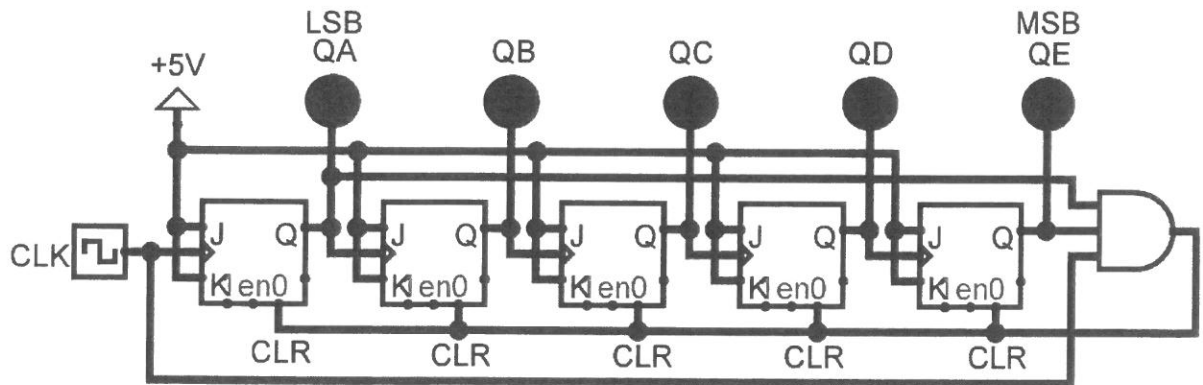 LSB
MSB
QA
QB
QC
QD
QE
+5V
J Q
J Q
J Q
J Q
J Q
CLK
K en0
K en0
K en0
K en0
K en0
CLR
CLR
CLR
CLR
CLR